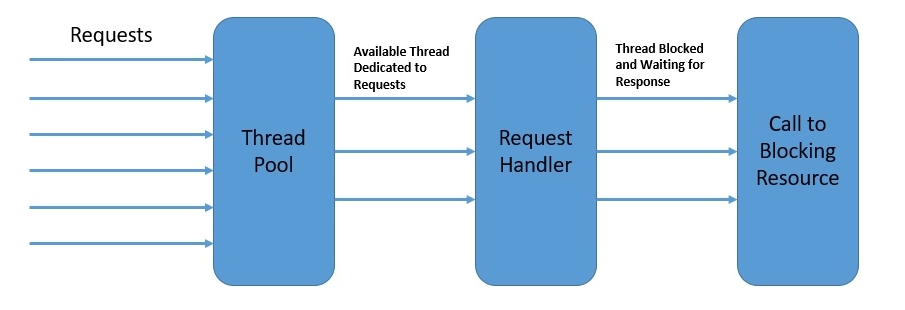 Requests
Available Thread
Dedicated to
Requests
Thread Blocked
and Waiting for
Response
Thread
Pool
Request
Handler
Call to
Blocking
Resource